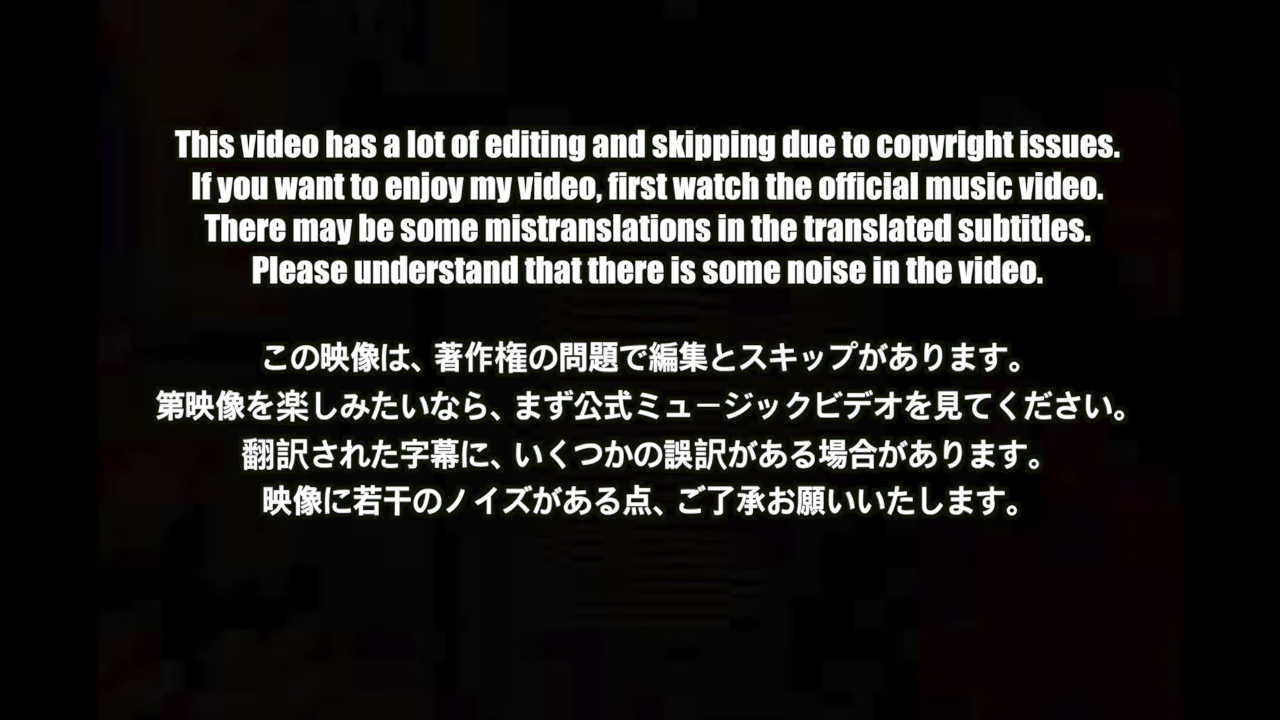 This video has a lot of editing and skipping due to copyright issues.
If you want to enjoy my video, first watch the official music video.
There may be some mistranslations in the translated subtitles.
Please understand that there is some noise in the video.
この映像は、著作権の問題で編集とスキップがあります。
第映像を楽しみたいなら、まず公式ミュージックビデオを見てください。
翻訳された字幕に、いくつかの誤訳がある場合があります。
映像に若干のノイズがある点、ご了承お願いいたします。